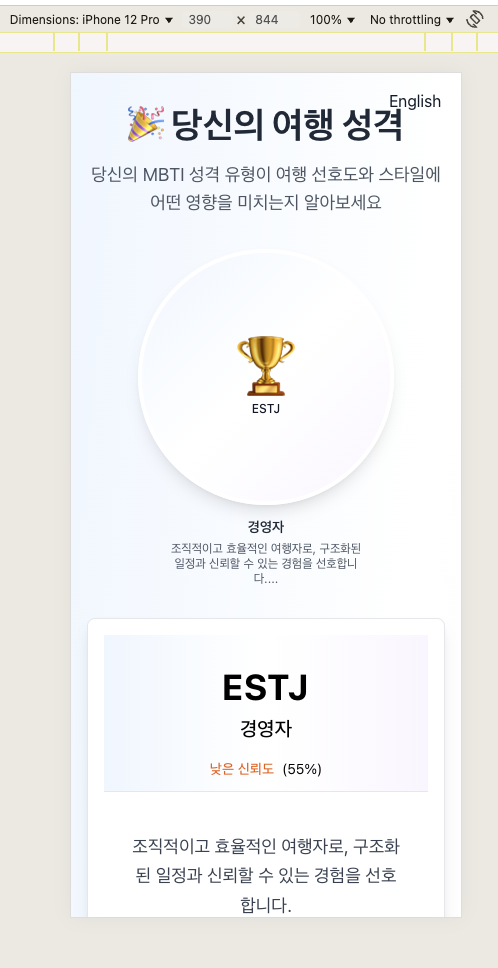 Dimensions: iPhone 12 Pro 390 × 844 100% No throttling
English
당신의 여행 성격
당신의 MBTI 성격 유형이 여행 선호도와 스타일에
어떤 영향을 미치는지 알아보세요
ESTJ
경영자
조직적이고 효율적인 여행자로, 구조화된
일정과 신뢰할 수 있는 경험을 선호합니
다....
ESTJ
경영자
낮은 신뢰도 (55%)
조직적이고 효율적인 여행자로, 구조화
된 일정과 신뢰할 수 있는 경험을 선호
합니다.